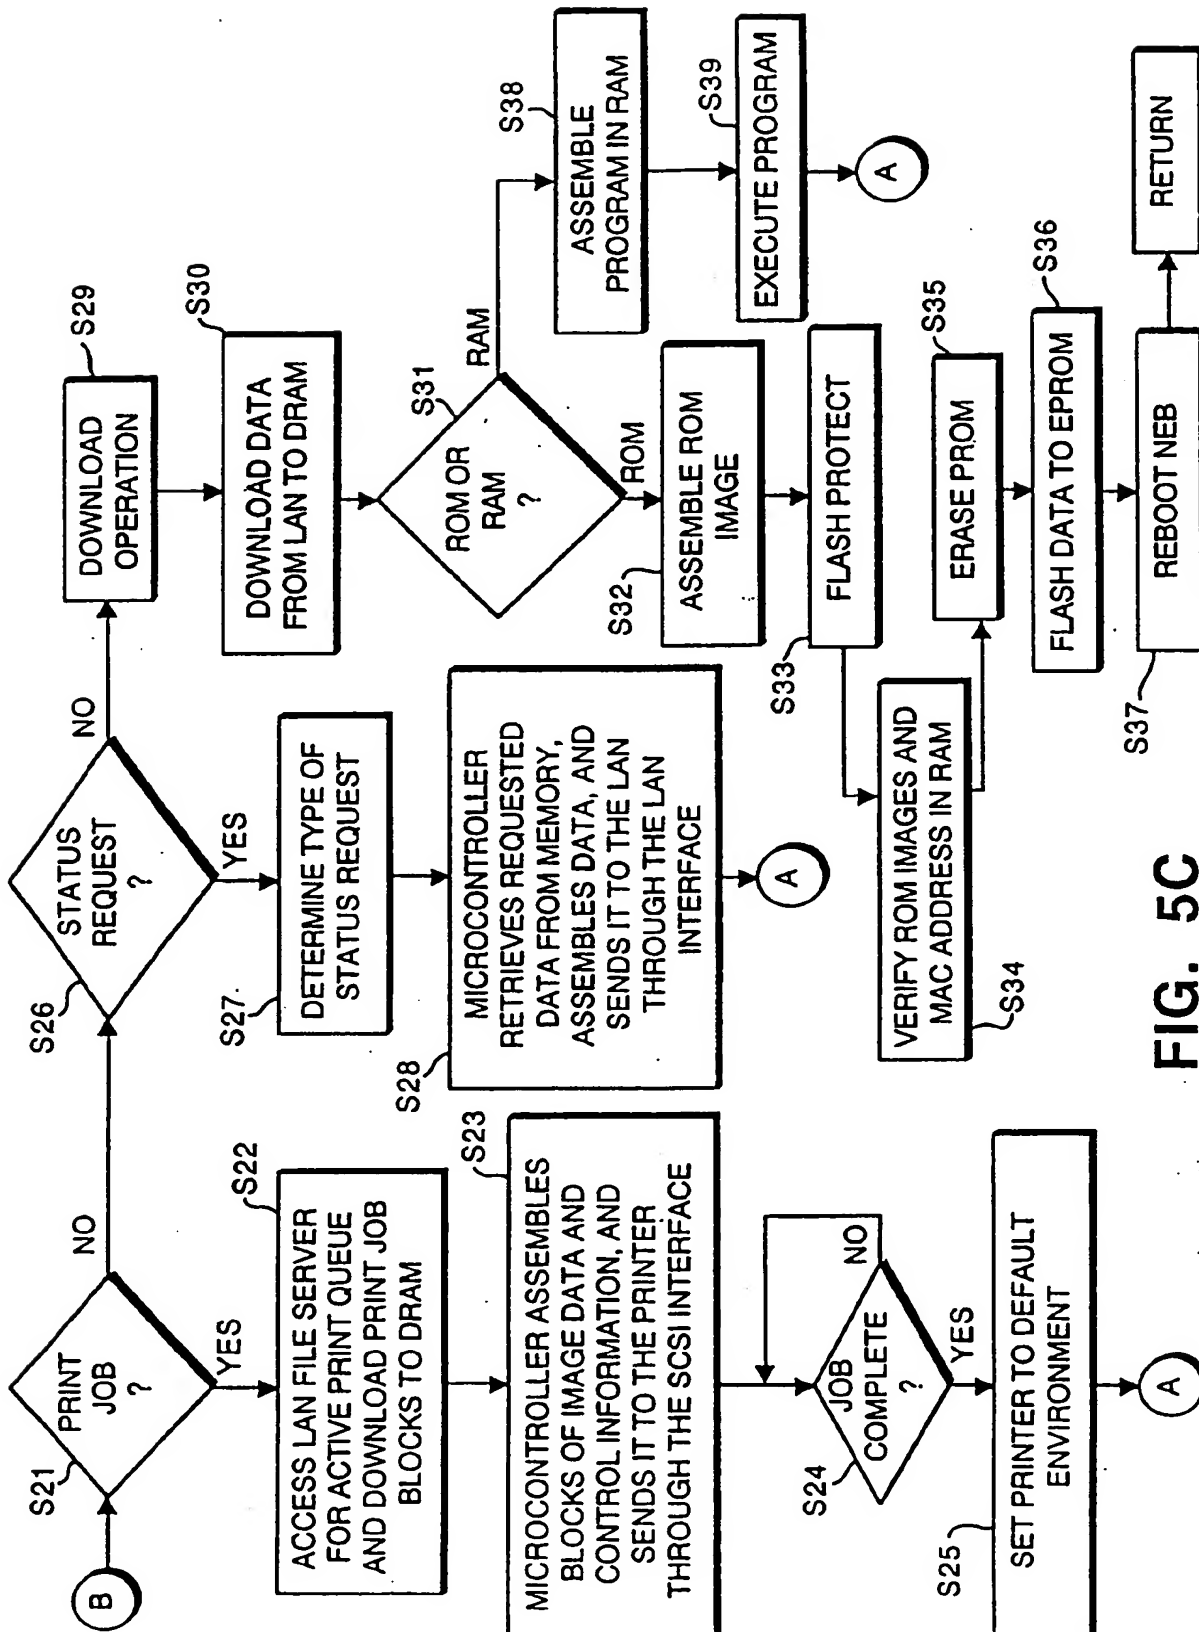 B
S21
PRINT
JOB
?
NO
YES
S22
ACCESS LAN FILE SERVER
FOR ACTIVE PRINT QUEUE
AND DOWNLOAD PRINT JOB
BLOCKS TO DRAM
S23
MICROCONTROLLER ASSEMBLES
BLOCKS OF IMAGE DATA AND
CONTROL INFORMATION, AND
SENDS IT TO THE PRINTER
THROUGH THE SCSI INTERFACE
S24
JOB
COMPLETE
?
NO
YES
S25
SET PRINTER TO DEFAULT
ENVIRONMENT
A
S26
STATUS
REQUEST
?
NO
YES
S27
DETERMINE TYPE OF
STATUS REQUEST
S28
MICROCONTROLLER
RETRIEVES REQUESTED
DATA FROM MEMORY,
ASSEMBLES DATA, AND
SENDS IT TO THE LAN
THROUGH THE LAN
INTERFACE
A
S29
DOWNLOAD
OPERATION
S30
DOWNLOAD DATA
FROM LAN TO DRAM
S31
ROM OR
RAM
?
RAM
ROM
S32
ASSEMBLE ROM
IMAGE
S33
FLASH PROTECT
S34
VERIFY ROM IMAGES AND
MAC ADDRESS IN RAM
S35
ERASE PROM
S36
FLASH DATA TO EPROM
S37
REBOOT NEB
RETURN
S38
ASSEMBLE
PROGRAM IN RAM
S39
EXECUTE PROGRAM
A
FIG. 5C